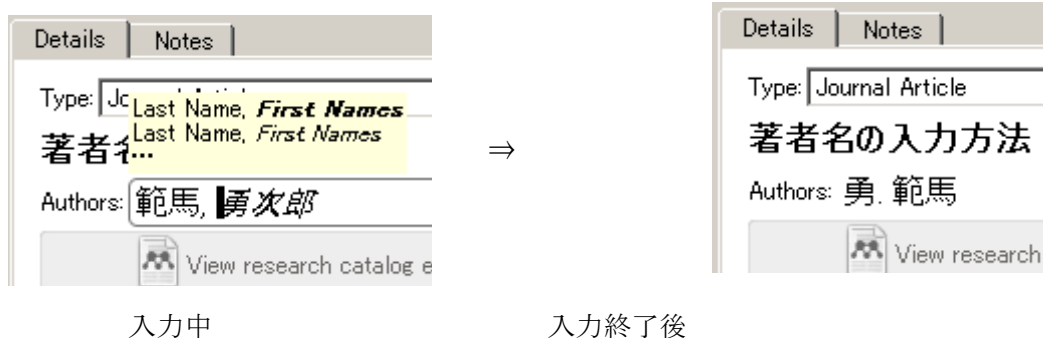 Details Notes
Type: Jo
Last Name, First Names
Last Name, First Names
...
著者名
Authors: 範馬, 勇次郎
View research catalog e
入力中
⇒
Details Notes
Type: Journal Article
著者名の入力方法
Authors: 勇. 範馬
View research
入力終了後